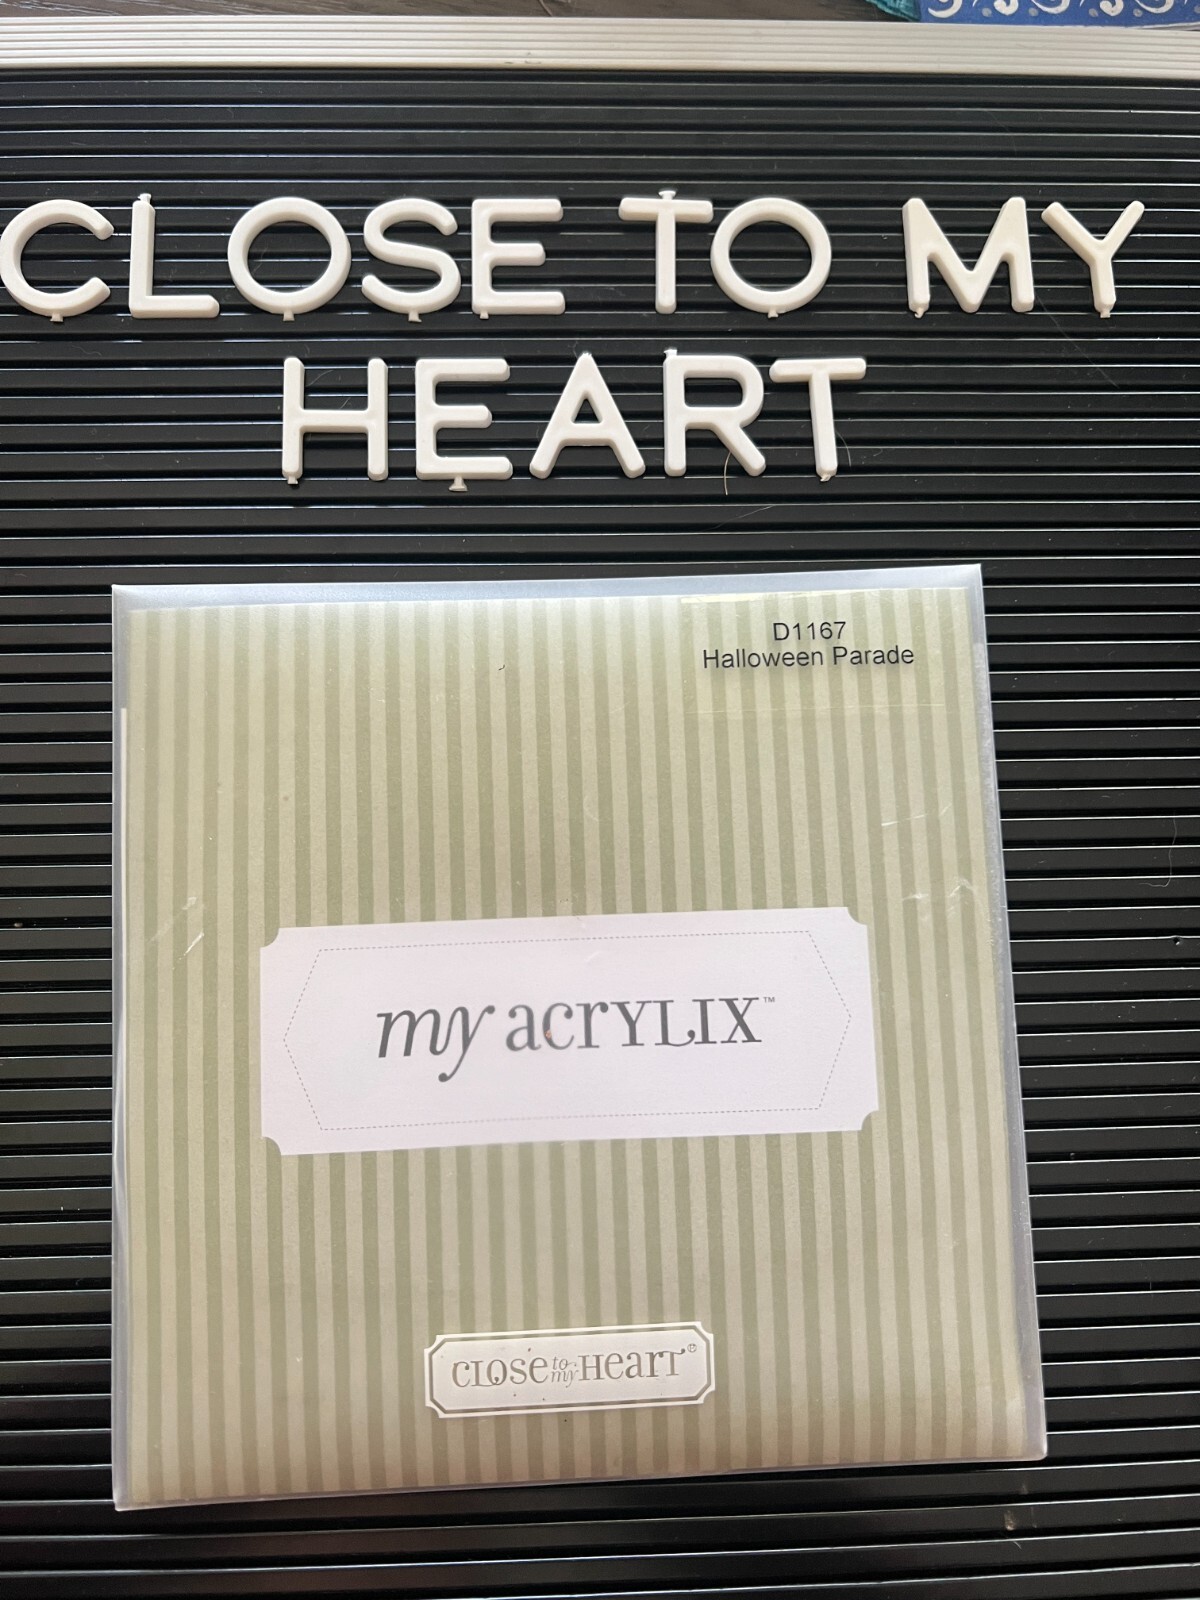 CLOSE TO MY
HEART
D1167
Halloween Parade
my acrYLIX™
CLOSE to my HEART®